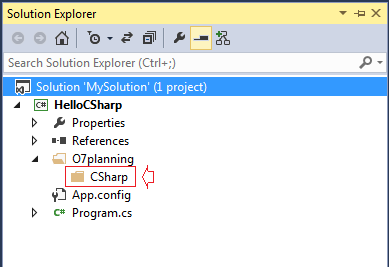 Solution Explorer
Search Solution Explorer (Ctrl+;)
Solution 'MySolution' (1 project)
C# HelloCSharp
Properties
References
O7planning
CSharp
App.config
C# Program.cs